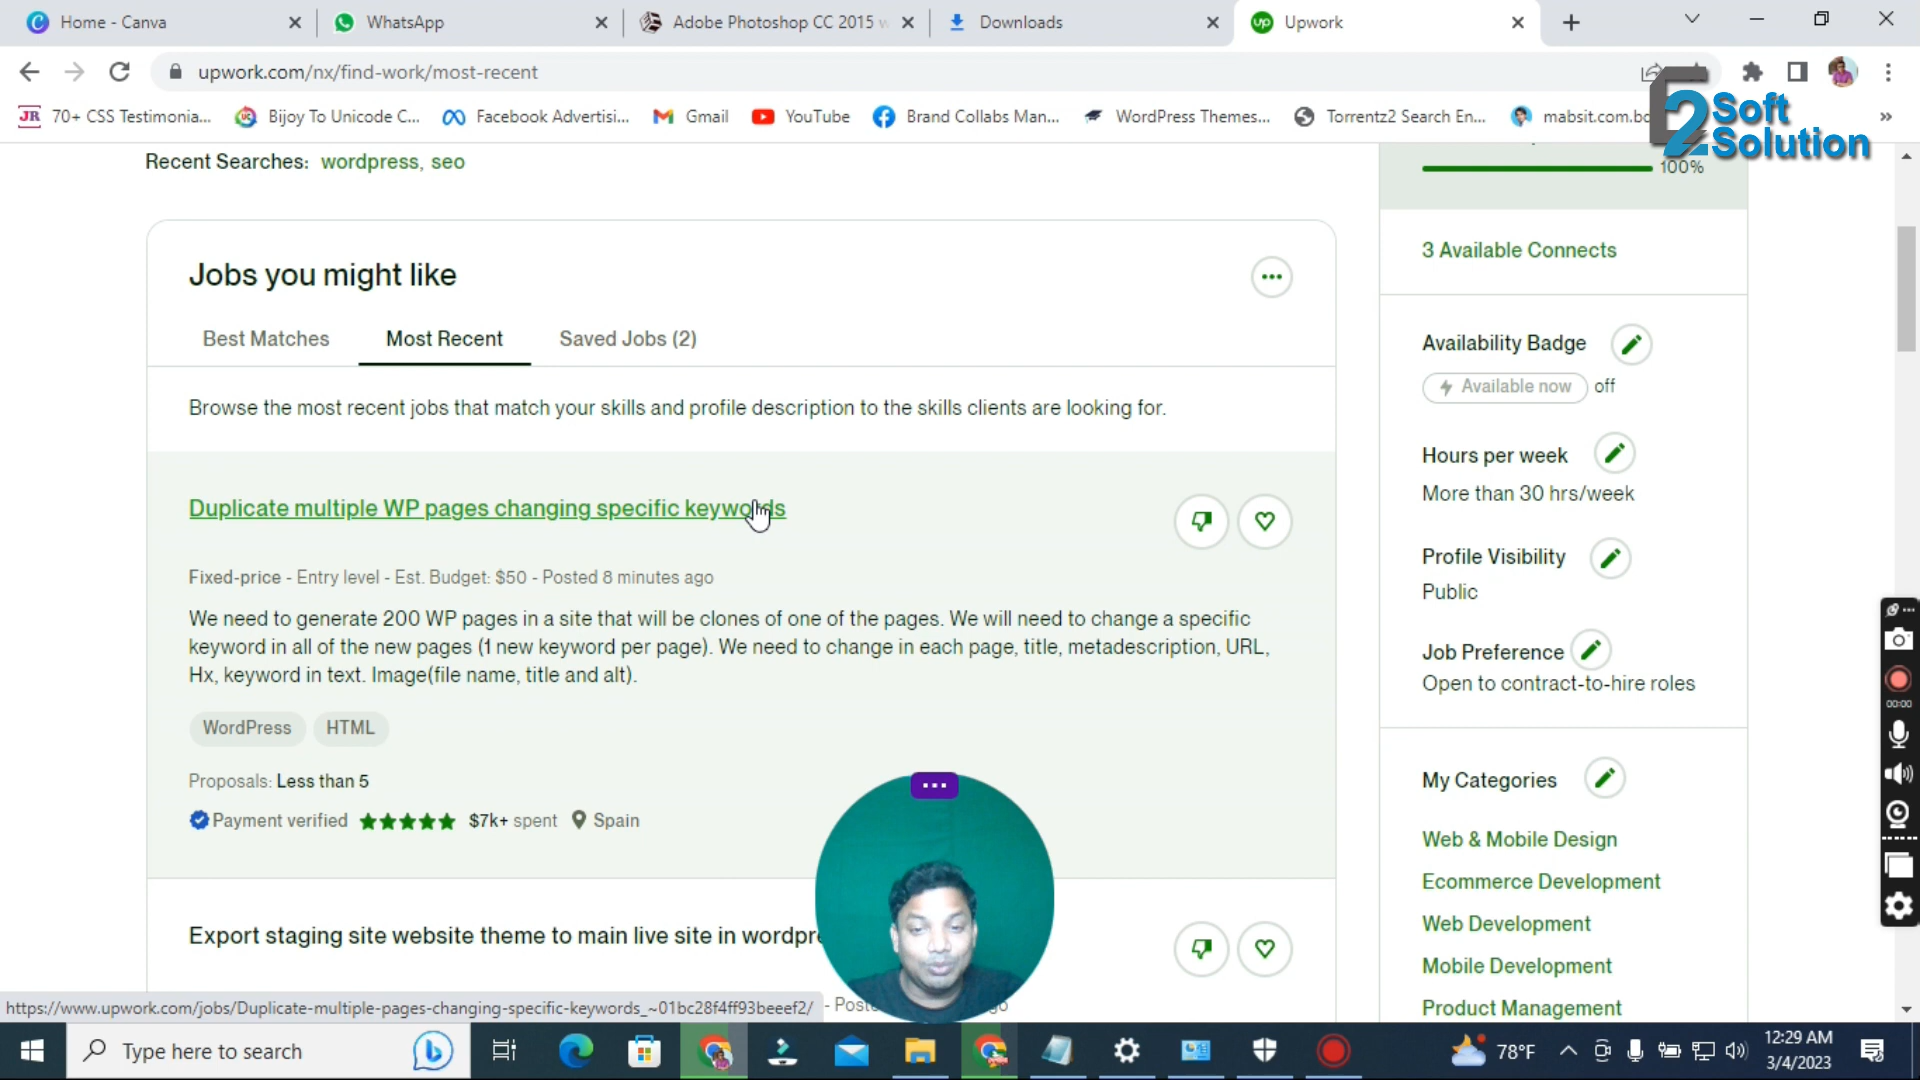 Home - Canva
WhatsApp
Adobe Photoshop CC 2015 w
Downloads
Upwork
upwork.com/nx/find-work/most-recent
70+ CSS Testimonia...
Bijoy To Unicode C...
Facebook Advertisi...
Gmail
YouTube
Brand Collabs Man...
WordPress Themes...
Torrentz2 Search En...
mabsit.com.bd
»
2 Soft
Solution
Recent Searches: wordpress, seo
100%
Jobs you might like
3 Available Connects
Best Matches
Most Recent
Saved Jobs (2)
Availability Badge
Available now off
Browse the most recent jobs that match your skills and profile description to the skills clients are looking for.
Hours per week
More than 30 hrs/week
Duplicate multiple WP pages changing specific keywords
Fixed-price - Entry level - Est. Budget: $50 - Posted 8 minutes ago
Profile Visibility
Public
We need to generate 200 WP pages in a site that will be clones of one of the pages. We will need to change a specific
keyword in all of the new pages (1 new keyword per page). We need to change in each page, title, metadescription, URL,
Hx, keyword in text. Image(file name, title and alt).
Job Preference
Open to contract-to-hire roles
WordPress
HTML
Proposals: Less than 5
Payment verified $7k+ spent Spain
My Categories
Web & Mobile Design
Ecommerce Development
Web Development
Mobile Development
Product Management
Export staging site website theme to main live site in wordpre
https://www.upwork.com/jobs/Duplicate-multiple-pages-changing-specific-keywords_~01bc28f4ff93beeef2/
00:00
Type here to search
78°F
12:29 AM
3/4/2023